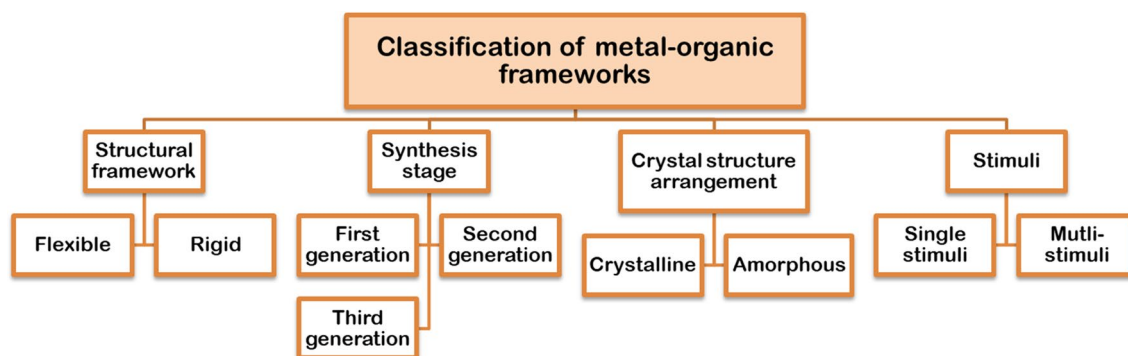 Classification of metal-organic
frameworks
Structural
framework
Synthesis
stage
Crystal structure
arrangement
Stimuli
Flexible
Rigid
First
generation
Second
generation
Third
generation
Crystalline
Amorphous
Single
stimuli
Mutli-
stimuli